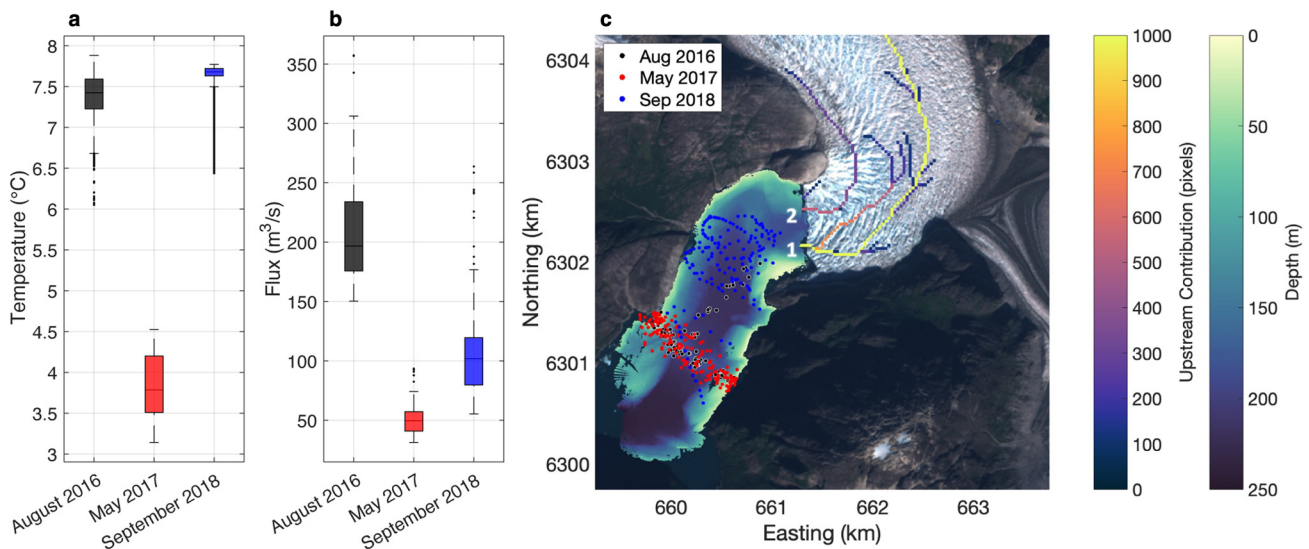 a
8
7.5
7
6.5
6
5.5
5
4.5
4
3.5
3
Temperature (°C)
August 2016
May 2017
September 2018
b
350
300
250
200
150
100
50
Flux (m³/s)
August 2016
May 2017
September 2018
c
Aug 2016
May 2017
Sep 2018
6304
6303
6302
6301
6300
Northing (km)
2
1
660
661
662
663
Easting (km)
1000
900
800
700
600
500
400
300
200
100
0
Upstream Contribution (pixels)
0
50
100
150
200
250
Depth (m)